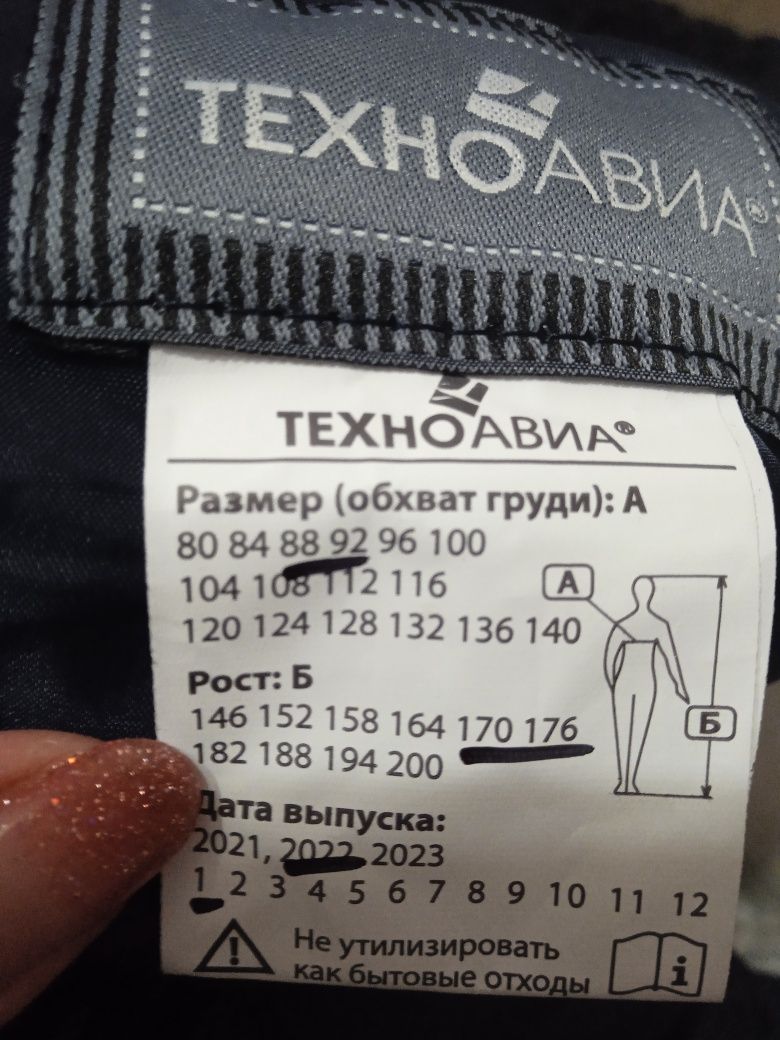 ТЕХНОАВИА®
ТЕХНОАВИА®
Размер (обхват груди): А
80 84 88 92 96 100
104 108 112 116
120 124 128 132 136 140
Рост: Б
146 152 158 164 170 176
182 188 194 200
Дата выпуска:
2021, 2022, 2023
1 2 3 4 5 6 7 8 9 10 11 12
Не утилизировать
как бытовые отходы
А
Б
! 
i